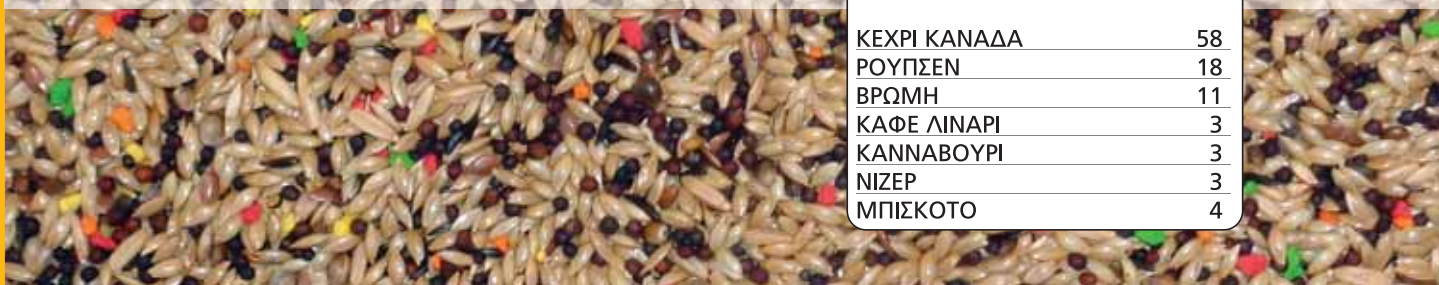 ΚΕΧΡΙ ΚΑΝΑΔΑ 58
ΡΟΥΠΣΕΝ 18
ΒΡΩΜΗ 11
ΚΑΦΕ ΛΙΝΑΡΙ 3
ΚΑΝΝΑΒΟΥΡΙ 3
ΝΙΖΕΡ 3
ΜΠΙΣΚΟΤΟ 4